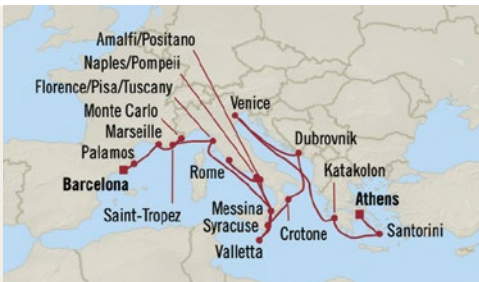 Amalfi/Positano
Naples/Pompeii
Florence/Pisa/Tuscany
Monte Carlo
Marseille
Palamos
Barcelona
Saint-Tropez
Rome
Venice
Dubrovnik
Katakolon
Athens
Santorini
Messina
Syracuse
Valletta
Crotone